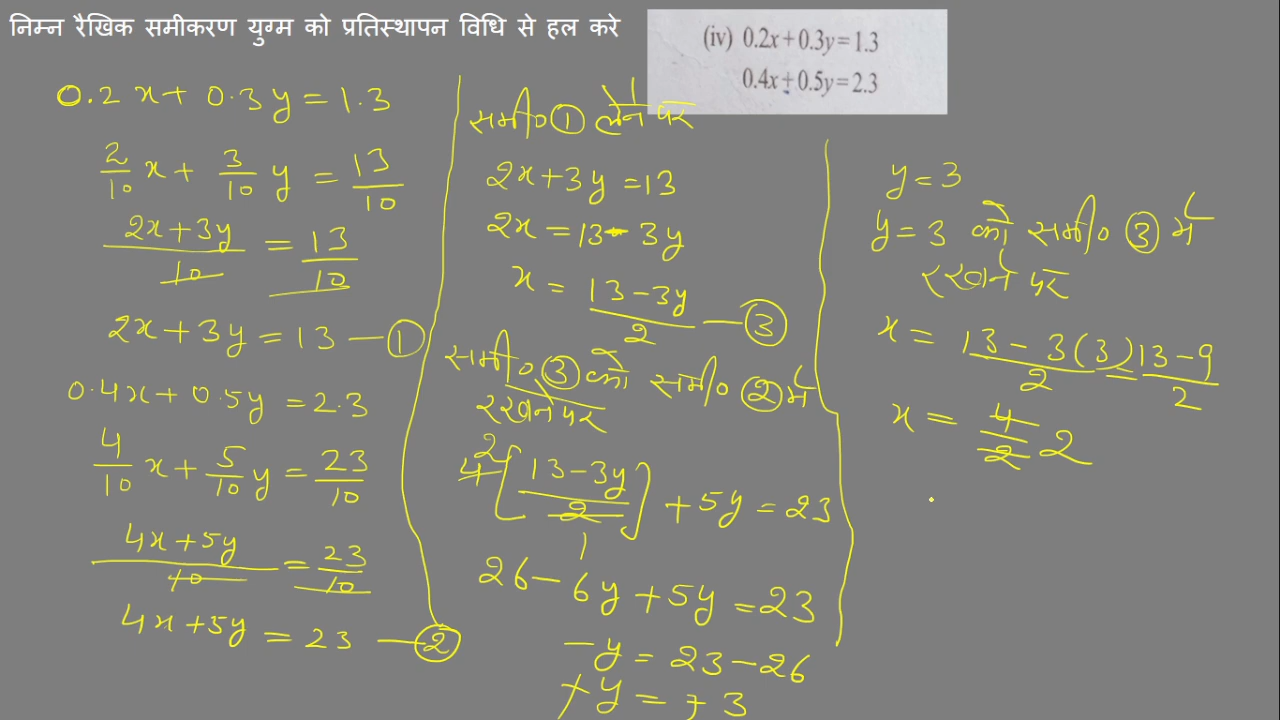 निम्न रैखिक समीकरण युग्म को प्रतिस्थापन विधि से हल करे
(iv) 0.2x+0.3y=1.3
0.4x+0.5y=2.3
0.2x+0.3y=1.3
2/10 x + 3/10 y = 13/10
2x+3y/10 = 13/10
2x+3y=13 —①
0.4x+0.5y=2.3
4/10 x + 5/10 y = 23/10
4x+5y/10 = 23/10
4x+5y = 23 —②
समी० ① लेने पर
2x+3y=13
2x=13-3y
x = 13-3y/2 —③
समी० ③ को समी० ② में
रखने पर
4[13-3y/2]+5y=23
26-6y+5y=23
-y=23-26
+y=+3
y=3
y=3 को समी० ③ में
रखने पर
x = 13-3(3)/2 = 13-9/2
x = 4/2 2